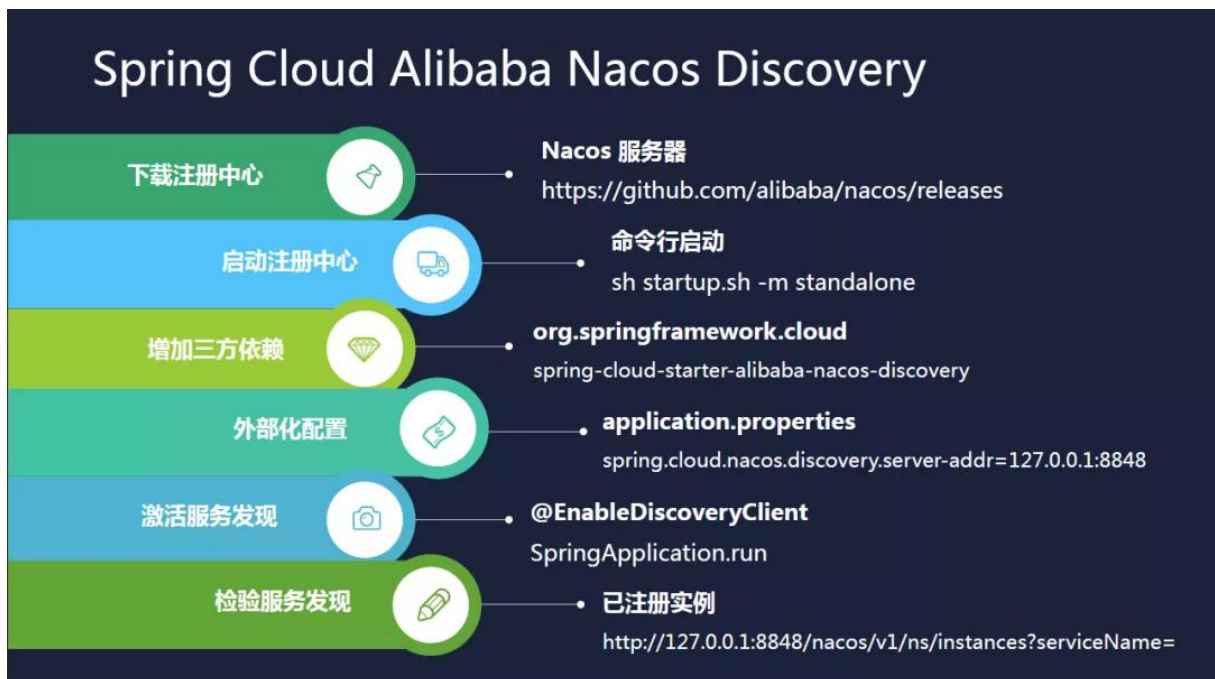 Spring Cloud Alibaba Nacos Discovery
下载注册中心
Nacos 服务器
https://github.com/alibaba/nacos/releases
启动注册中心
命令行启动
sh startup.sh -m standalone
增加三方依赖
org.springframework.cloud
spring-cloud-starter-alibaba-nacos-discovery
外部化配置
application.properties
spring.cloud.nacos.discovery.server-addr=127.0.0.1:8848
激活服务发现
@EnableDiscoveryClient
SpringApplication.run
检验服务发现
已注册实例
http://127.0.0.1:8848/nacos/v1/ns/instances?serviceName=